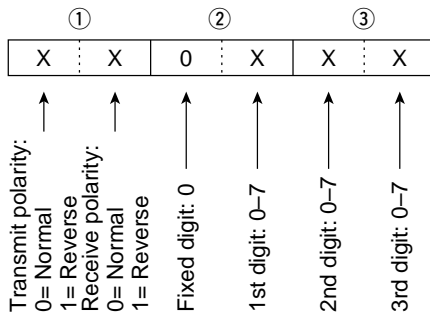 ① ② ③
X X 0 X X X
Transmit polarity:
0= Normal
1= Reverse
Receive polarity:
0= Normal
1= Reverse
Fixed digit: 0
1st digit: 0–7
2nd digit: 0–7
3rd digit: 0–7